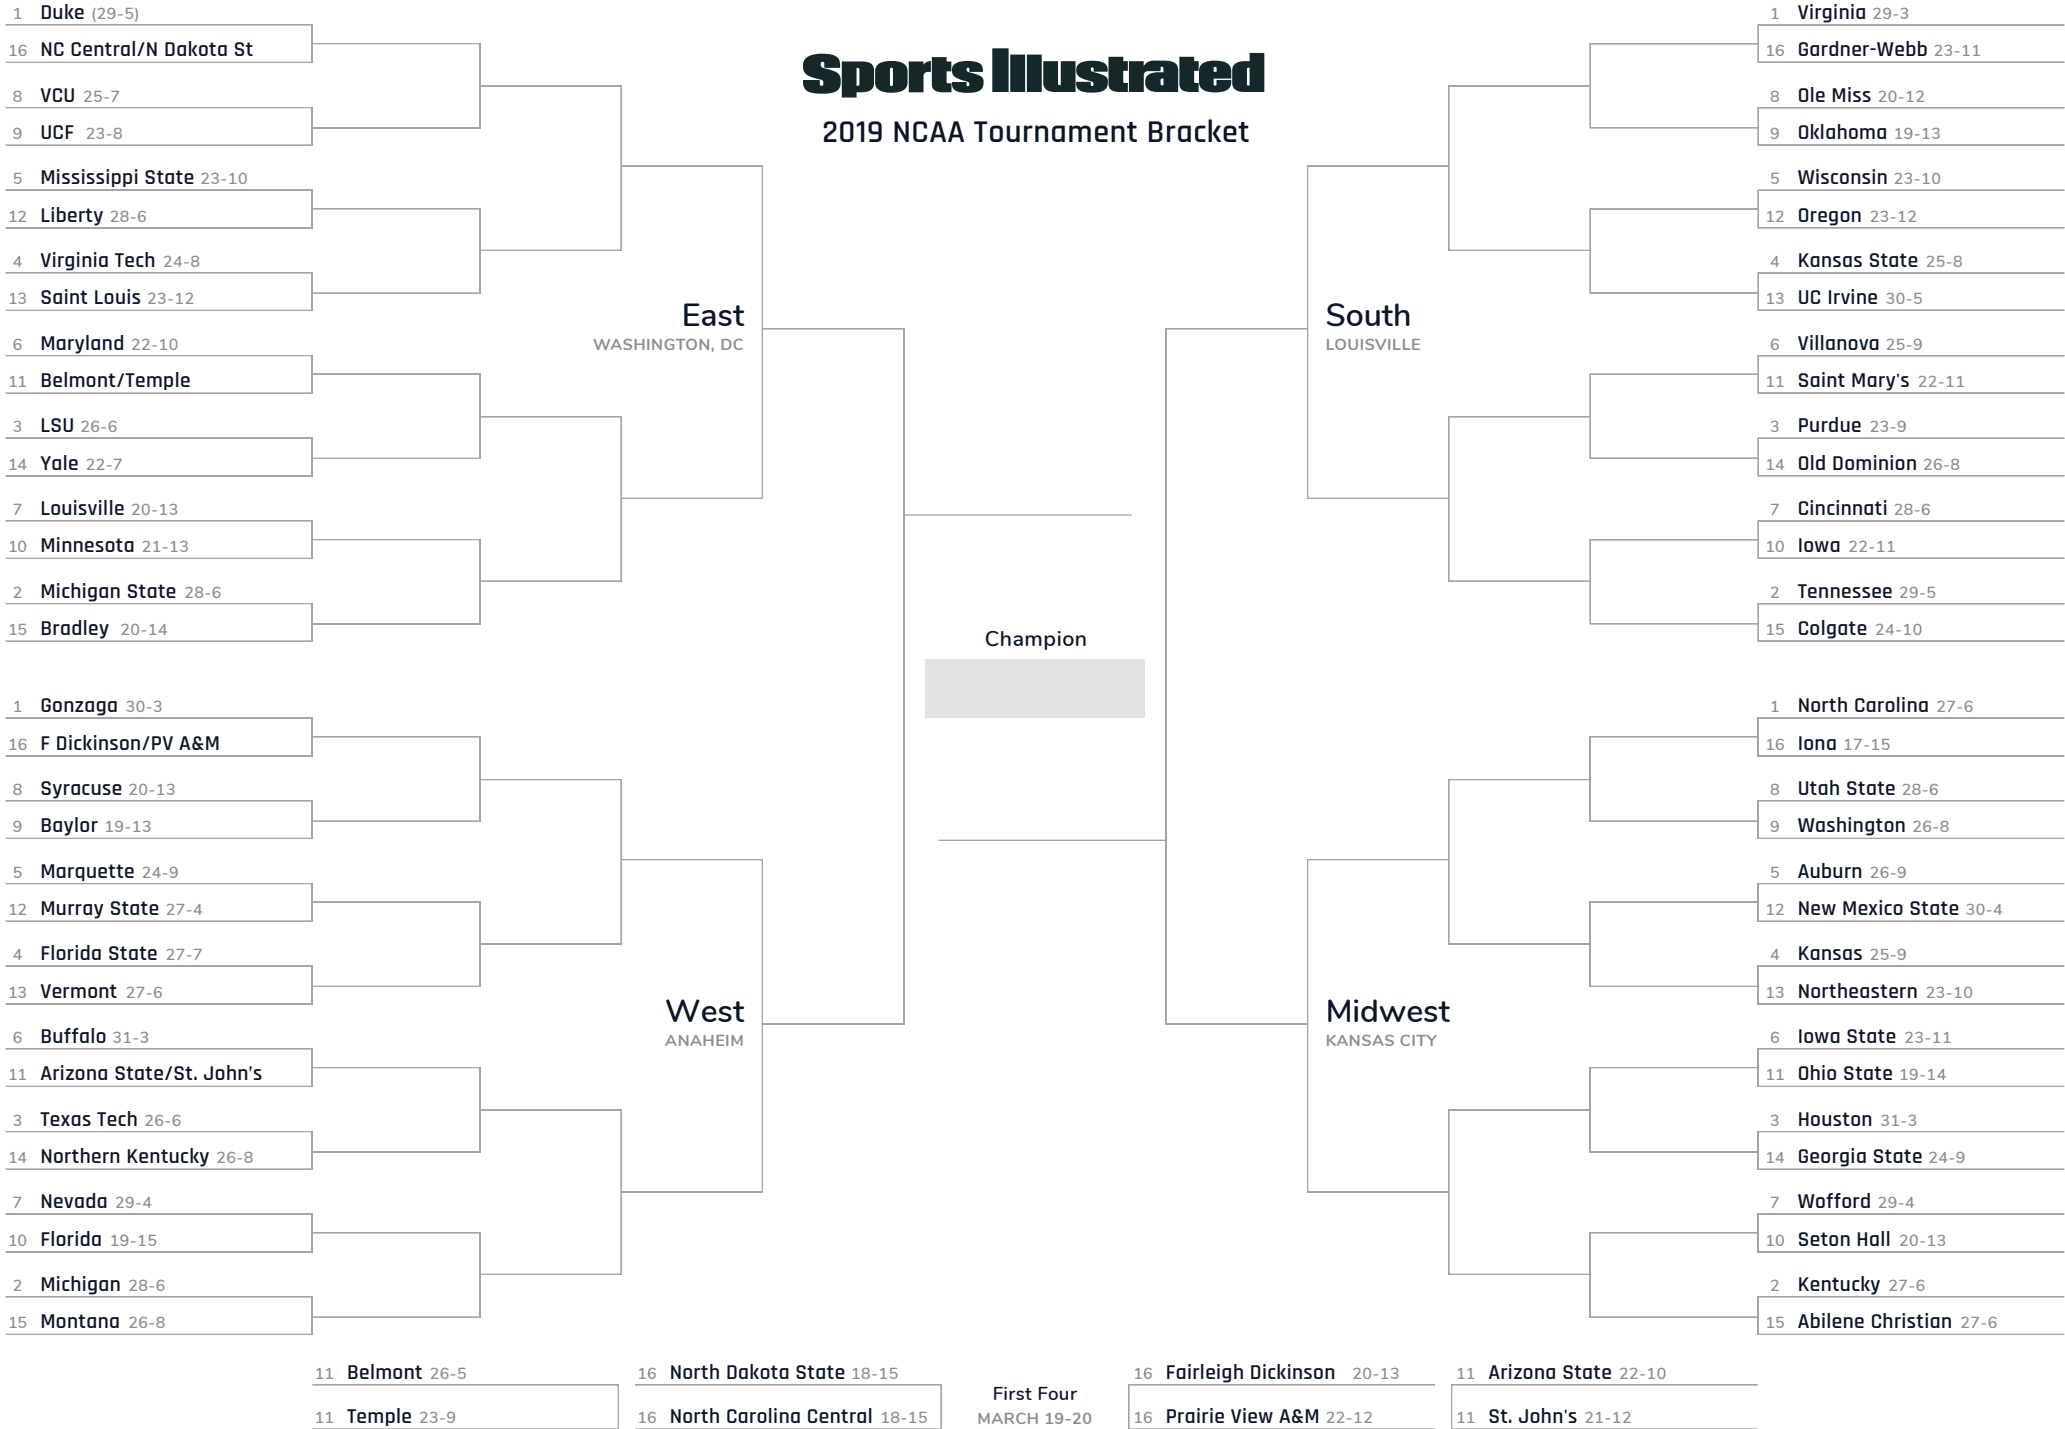 Sports Illustrated
2019 NCAA Tournament Bracket
1 Duke (29-5)
16 NC Central/N Dakota St
8 VCU 25-7
9 UCF 23-8
5 Mississippi State 23-10
12 Liberty 28-6
4 Virginia Tech 24-8
13 Saint Louis 23-12
6 Maryland 22-10
11 Belmont/Temple
3 LSU 26-6
14 Yale 22-7
7 Louisville 20-13
10 Minnesota 21-13
2 Michigan State 28-6
15 Bradley 20-14
East
WASHINGTON, DC
1 Gonzaga 30-3
16 F Dickinson/PV A&M
8 Syracuse 20-13
9 Baylor 19-13
5 Marquette 24-9
12 Murray State 27-4
4 Florida State 27-7
13 Vermont 27-6
6 Buffalo 31-3
11 Arizona State/St. John's
3 Texas Tech 26-6
14 Northern Kentucky 26-8
7 Nevada 29-4
10 Florida 19-15
2 Michigan 28-6
15 Montana 26-8
West
ANAHEIM
Champion
1 Virginia 29-3
16 Gardner-Webb 23-11
8 Ole Miss 20-12
9 Oklahoma 19-13
5 Wisconsin 23-10
12 Oregon 23-12
4 Kansas State 25-8
13 UC Irvine 30-5
6 Villanova 25-9
11 Saint Mary's 22-11
3 Purdue 23-9
14 Old Dominion 26-8
7 Cincinnati 28-6
10 Iowa 22-11
2 Tennessee 29-5
15 Colgate 24-10
South
LOUISVILLE
1 North Carolina 27-6
16 Iona 17-15
8 Utah State 28-6
9 Washington 26-8
5 Auburn 26-9
12 New Mexico State 30-4
4 Kansas 25-9
13 Northeastern 23-10
6 Iowa State 23-11
11 Ohio State 19-14
3 Houston 31-3
14 Georgia State 24-9
7 Wofford 29-4
10 Seton Hall 20-13
2 Kentucky 27-6
15 Abilene Christian 27-6
Midwest
KANSAS CITY
11 Belmont 26-5
11 Temple 23-9
16 North Dakota State 18-15
16 North Carolina Central 18-15
First Four
MARCH 19-20
16 Fairleigh Dickinson 20-13
16 Prairie View A&M 22-12
11 Arizona State 22-10
11 St. John's 21-12